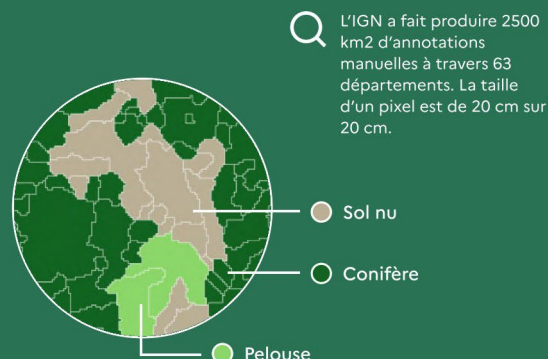 L'IGN a fait produire 2500
km2 d'annotations
manuelles à travers 63
départements. La taille
d'un pixel est de 20 cm sur
20 cm.
Sol nu
Conifère
Pelouse